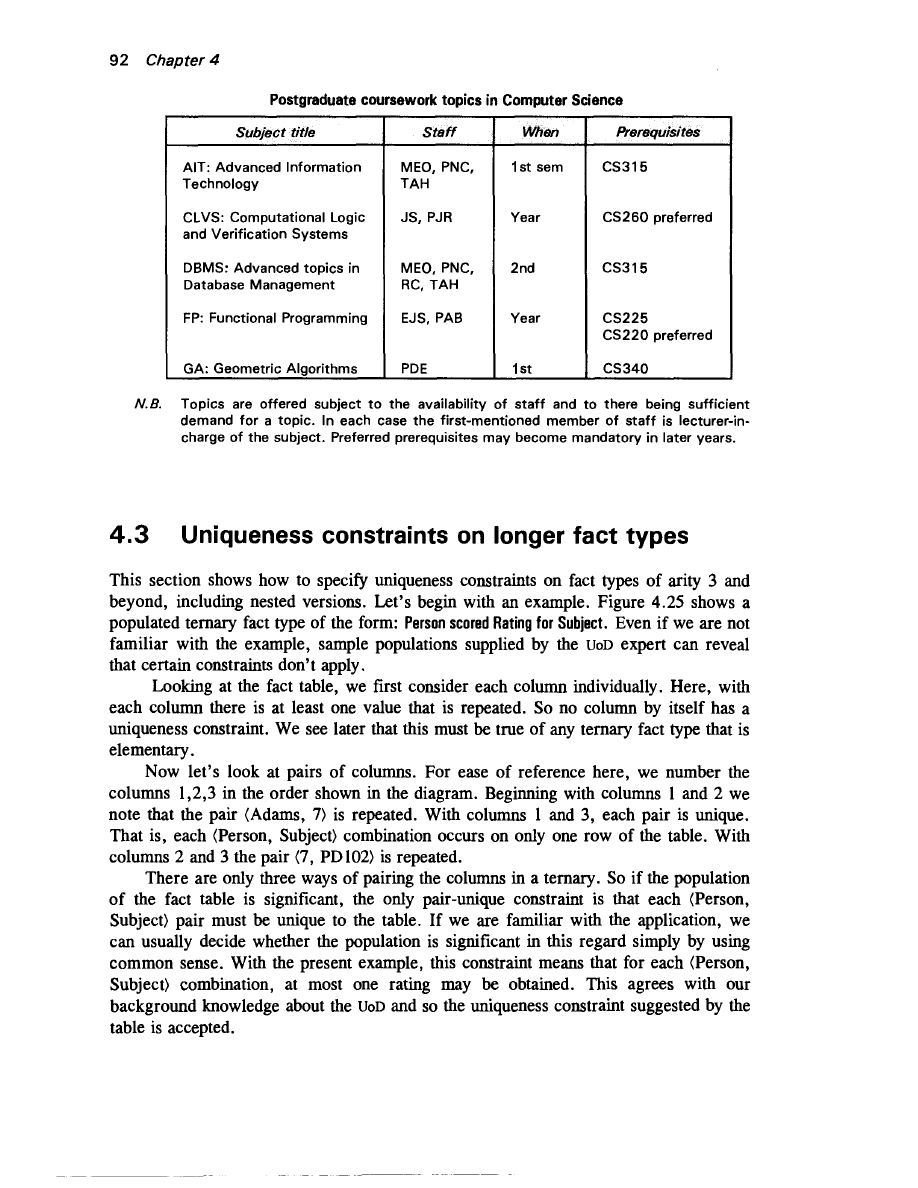 92 Chapter 4
Postgraduate coursework topics in Computer Science
Subject title Staff When Prerequisites
AIT: Advanced Information MEO, PNC, 1st sem CS315
Technology TAH
CLVS: Computational Logic JS, PJR Year CS260 preferred
and Verification Systems
DBMS: Advanced topics in MEO, PNC, 2nd CS315
Database Management RC, TAH
FP: Functional Programming EJS, PAB Year CS225
CS220 preferred
GA: Geometric Algorithms PDE 1st CS340
N.B. Topics are offered subject to the availability of staff and to there being sufficient
demand for a topic. In each case the first-mentioned member of staff is lecturer-in-
charge of the subject. Preferred prerequisites may become mandatory in later years.
4.3 Uniqueness constraints on longer fact types
This section shows how to specify uniqueness constraints on fact types of arity 3 and
beyond, including nested versions. Let's begin with an example. Figure 4.25 shows a
populated ternary fact type of the form: Person scored Rating for Subject. Even if we are not
familiar with the example, sample populations supplied by the UoD expert can reveal
that certain constraints don't apply.
Looking at the fact table, we first consider each column individually. Here, with
each column there is at least one value that is repeated. So no column by itself has a
uniqueness constraint. We see later that this must be true of any ternary fact type that is
elementary.
Now let's look at pairs of columns. For ease of reference here, we number the
columns 1,2,3 in the order shown in the diagram. Beginning with columns 1 and 2 we
note that the pair ⟨Adams, 7⟩ is repeated. With columns 1 and 3, each pair is unique.
That is, each ⟨Person, Subject⟩ combination occurs on only one row of the table. With
columns 2 and 3 the pair ⟨7, PD102⟩ is repeated.
There are only three ways of pairing the columns in a ternary. So if the population
of the fact table is significant, the only pair-unique constraint is that each ⟨Person,
Subject⟩ pair must be unique to the table. If we are familiar with the application, we
can usually decide whether the population is significant in this regard simply by using
common sense. With the present example, this constraint means that for each ⟨Person,
Subject⟩ combination, at most one rating may be obtained. This agrees with our
background knowledge about the UoD and so the uniqueness constraint suggested by the
table is accepted.